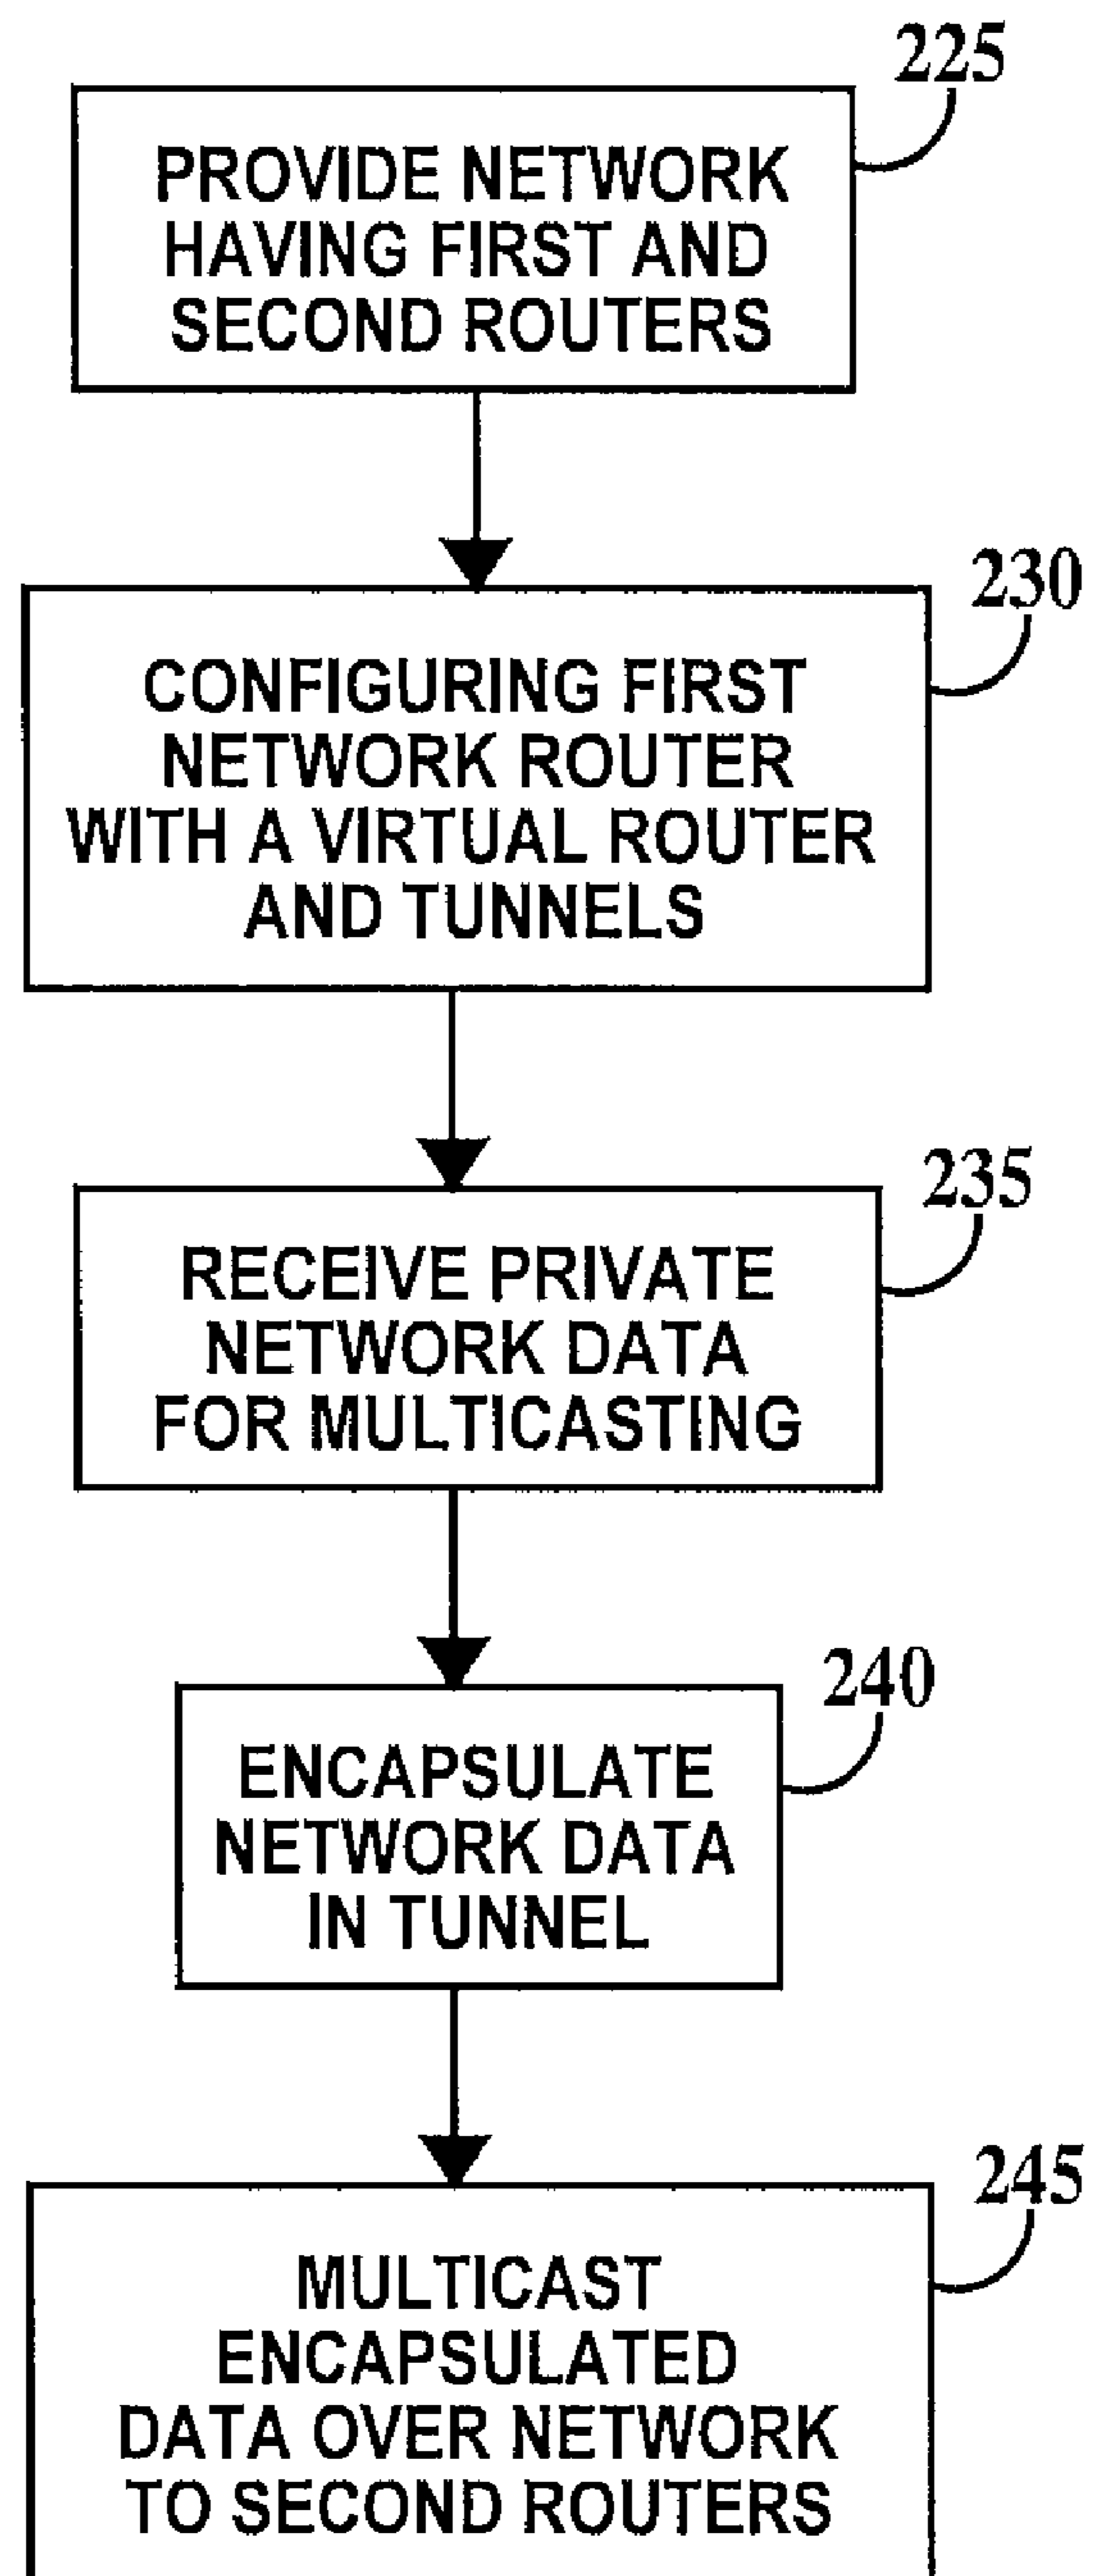 225
PROVIDE NETWORK
HAVING FIRST AND
SECOND ROUTERS
230
CONFIGURING FIRST
NETWORK ROUTER
WITH A VIRTUAL ROUTER
AND TUNNELS
235
RECEIVE PRIVATE
NETWORK DATA
FOR MULTICASTING
240
ENCAPSULATE
NETWORK DATA
IN TUNNEL
245
MULTICAST
ENCAPSULATED
DATA OVER NETWORK
TO SECOND ROUTERS